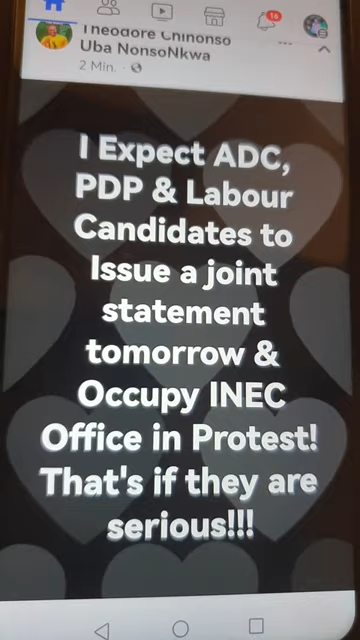 16
Theodore Chinonso
Uba NonsoNkwa
2 Min. ·
I Expect ADC,
PDP & Labour
Candidates to
Issue a joint
statement
tomorrow &
Occupy INEC
Office in Protest!
That's if they are
serious!!!